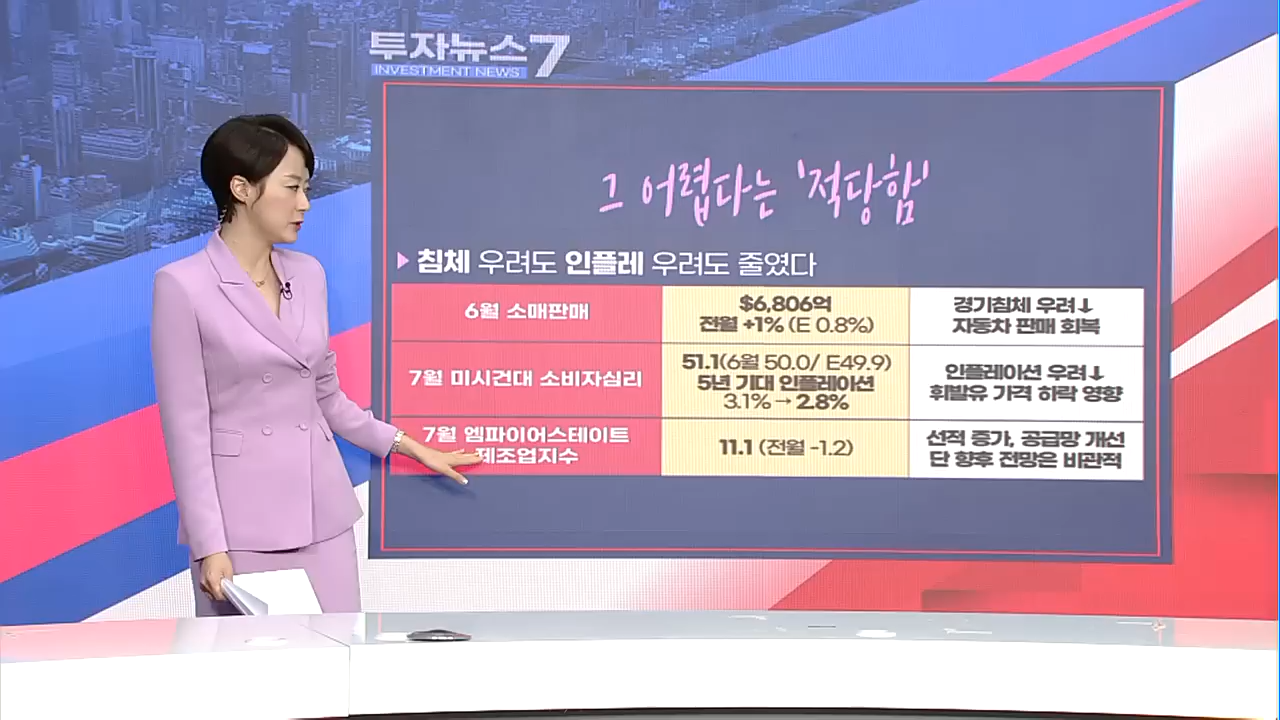 투자뉴스7
INVESTMENT NEWS
그 어렵다는 '적당함'
침체 우려도 인플레 우려도 줄였다
6월 소매판매
$6,806억
전월 +1% (E 0.8%)
경기침체 우려↓
자동차 판매 회복
7월 미시건대 소비자심리
51.1(6월 50.0/ E49.9)
5년 기대 인플레이션
3.1% → 2.8%
인플레이션 우려↓
휘발유 가격 하락 영향
7월 엠파이어스테이트
제조업지수
11.1 (전월 -1.2)
선적 증가, 공급망 개선
단 향후 전망은 비관적